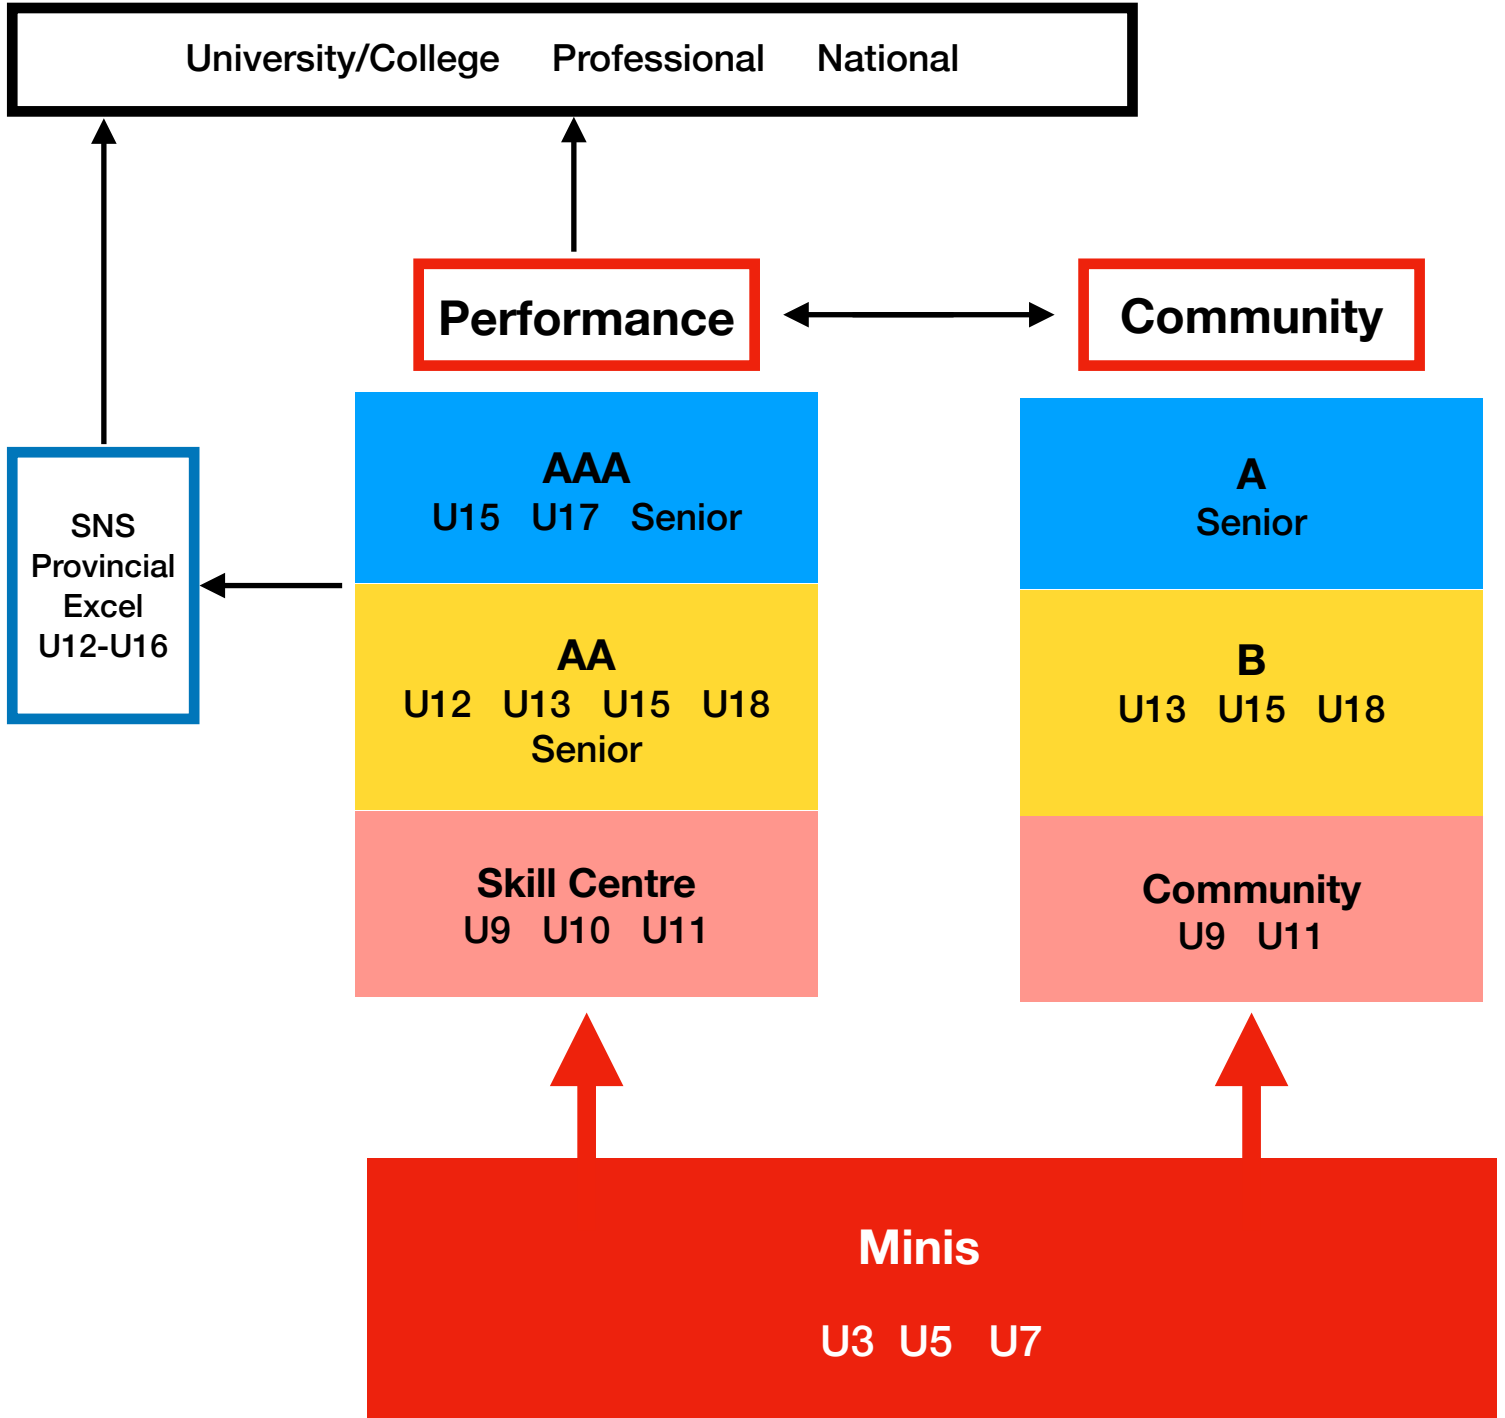 University/College Professional National
Performance
Community
AAA
U15 U17 Senior
A
Senior
SNS
Provincial
Excel
U12-U16
AA
U12 U13 U15 U18
Senior
B
U13 U15 U18
Skill Centre
U9 U10 U11
Community
U9 U11
Minis
U3 U5 U7